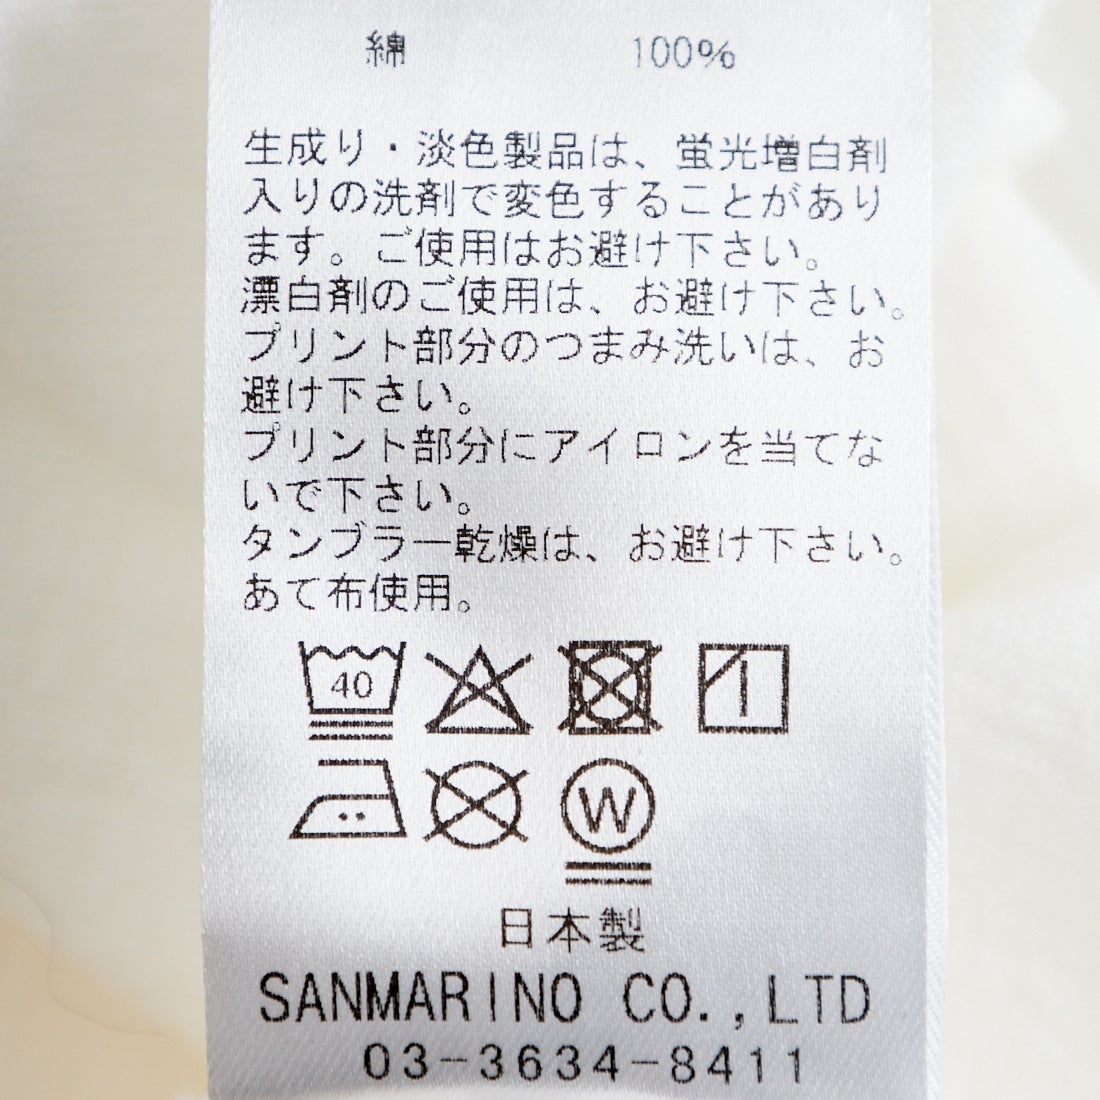 綿 100%
生成り・淡色製品は、蛍光増白剤
入りの洗剤で変色することがあり
ます。ご使用はお避け下さい。
漂白剤のご使用は、お避け下さい。
プリント部分のつまみ洗いは、お
避け下さい。
プリント部分にアイロンを当てな
いで下さい。
タンブラー乾燥は、お避け下さい。
あて布使用。
40
W
日本製
SANMARINO CO.,LTD
03-3634-8411